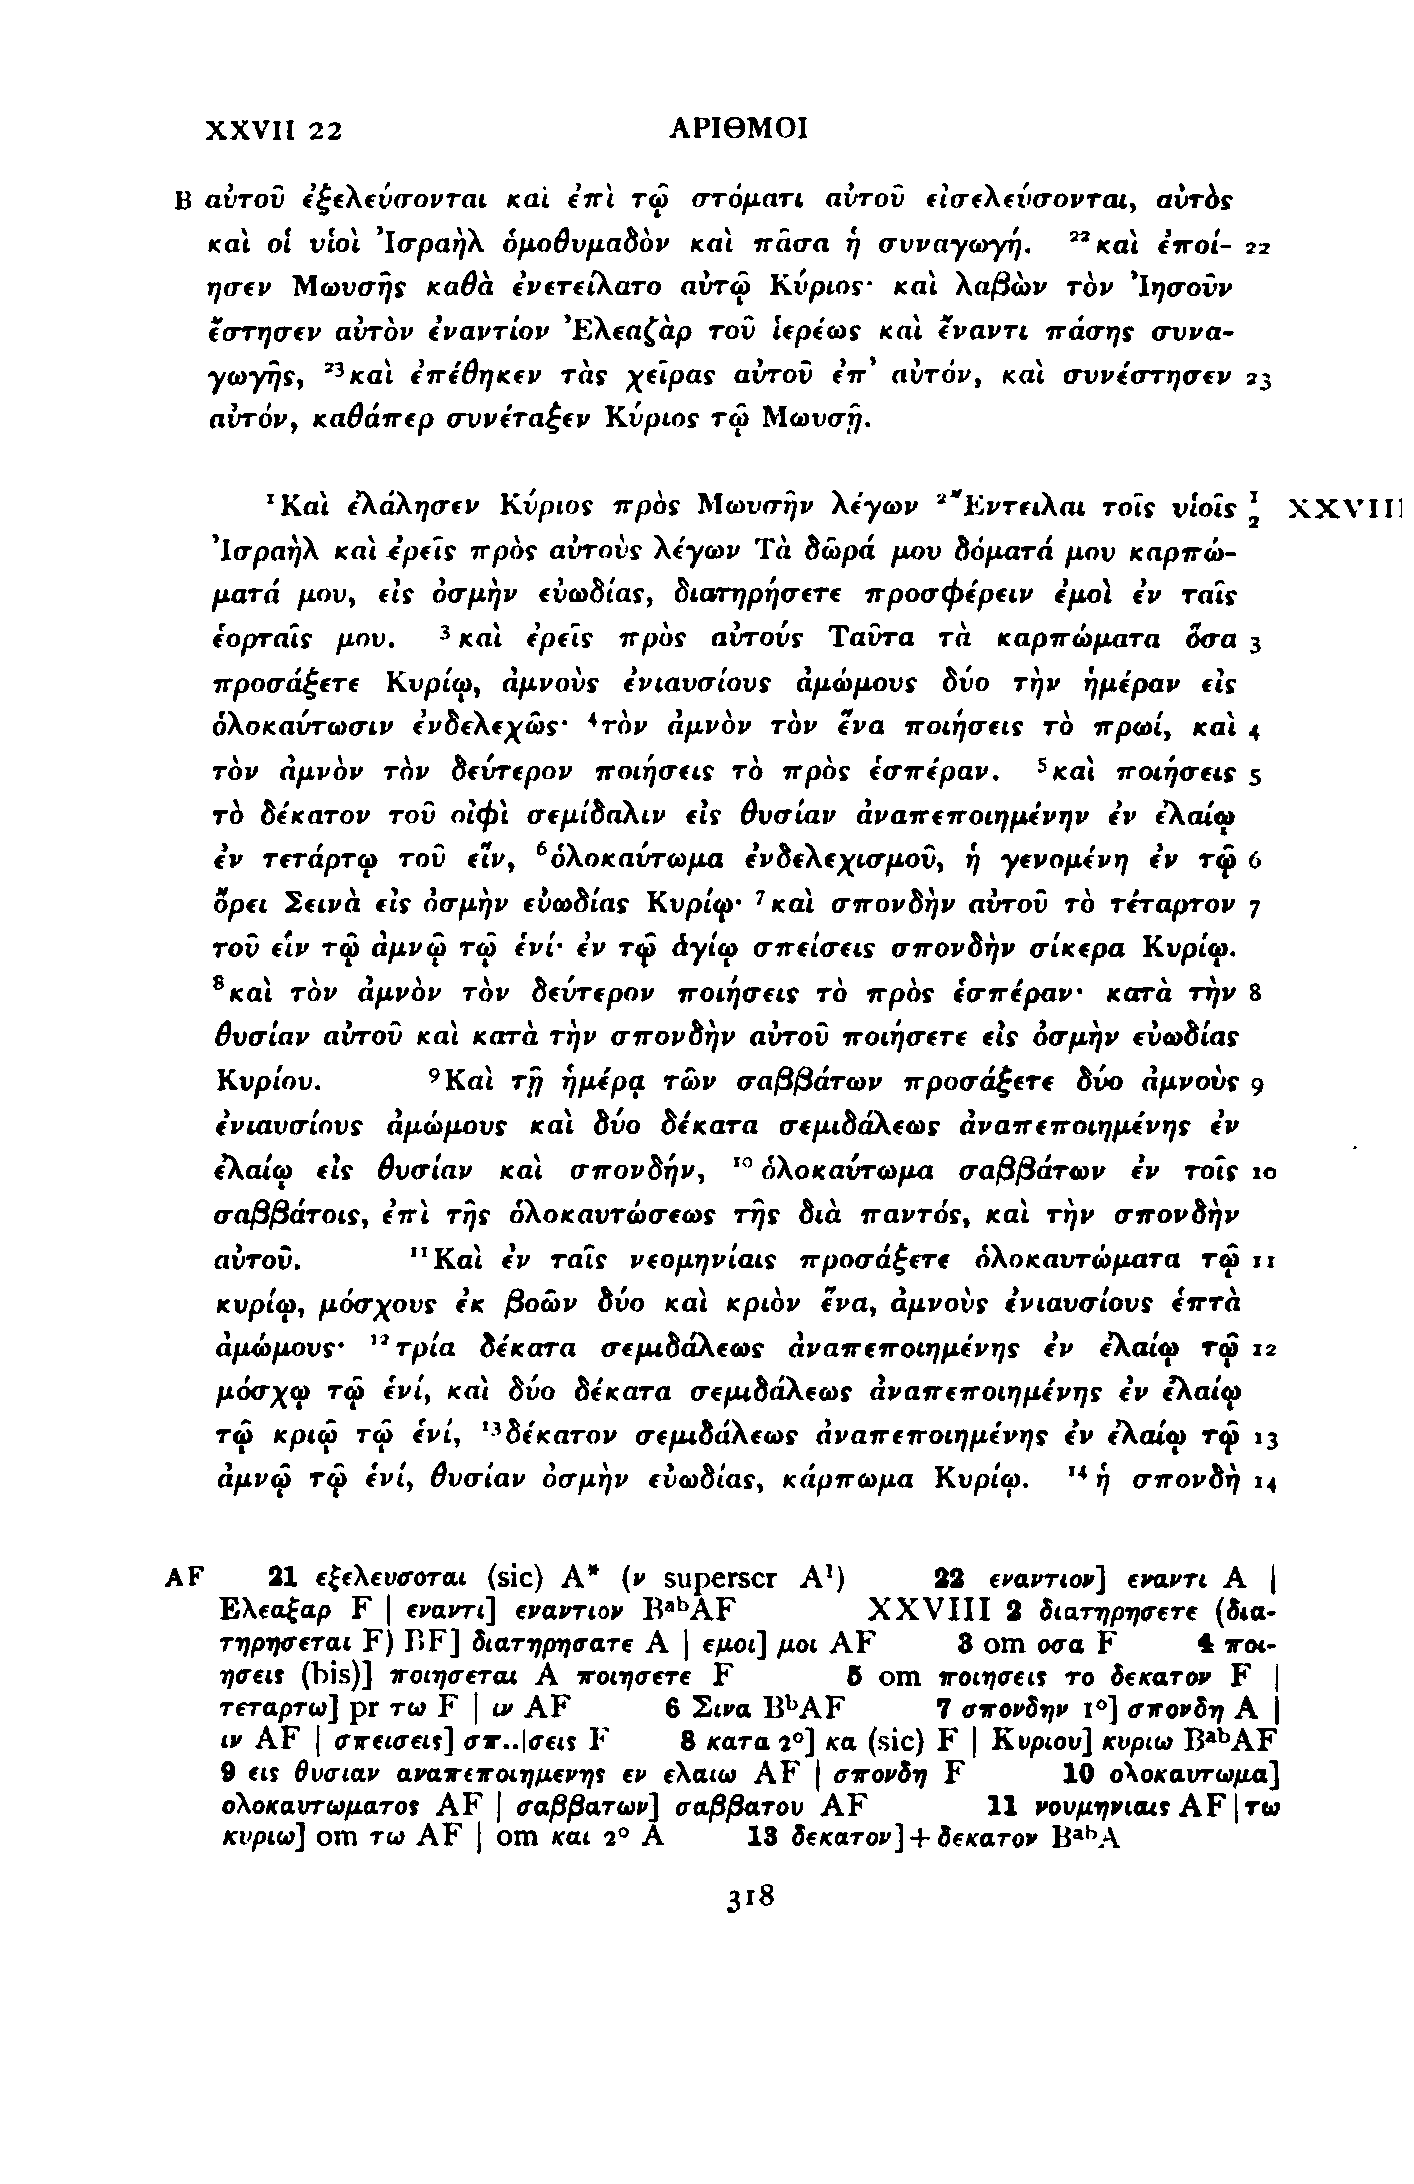 XXVII 22 ΑΡΙΘΜΟΙ
B αὐτοῦ ἐξελεύσονται καὶ ἐπὶ τῷ στόματι αὐτοῦ εἰσελεύσονται, αὐτὸς
καὶ οἱ υἱοὶ Ἰσραὴλ ὁμοθυμαδὸν καὶ πᾶσα ἡ συναγωγή. ²²καὶ ἐποί- 22
ησεν Μωυσῆς καθὰ ἐνετείλατο αὐτῷ Κύριος· καὶ λαβὼν τὸν Ἰησοῦν
ἔστησεν αὐτὸν ἐναντίον Ἐλεαζὰρ τοῦ ἱερέως καὶ ἔναντι πάσης συνα-
γωγῆς, ²³καὶ ἐπέθηκεν τὰς χεῖρας αὐτοῦ ἐπ’ αὐτόν, καὶ συνέστησεν 23
αὐτόν, καθάπερ συνέταξεν Κύριος τῷ Μωυσῇ.
¹Καὶ ἐλάλησεν Κύριος πρὸς Μωυσῆν λέγων ²Ἔντειλαι τοῖς υἱοῖς 1 2 XXVIII
Ἰσραὴλ καὶ ἐρεῖς πρὸς αὐτοὺς λέγων Τὰ δῶρά μου δόματά μου καρπώ-
ματά μου, εἰς ὀσμὴν εὐωδίας, διατηρήσετε προσφέρειν ἐμοὶ ἐν ταῖς
ἑορταῖς μου. ³καὶ ἐρεῖς πρὸς αὐτούς Ταῦτα τὰ καρπώματα ὅσα 3
προσάξετε Κυρίῳ, ἀμνοὺς ἐνιαυσίους ἀμώμους δύο τὴν ἡμέραν εἰς
ὁλοκαύτωσιν ἐνδελεχῶς· ⁴τὸν ἀμνὸν τὸν ἕνα ποιήσεις τὸ πρωί, καὶ 4
τὸν ἀμνὸν τὸν δεύτερον ποιήσεις τὸ πρὸς ἑσπέραν. ⁵καὶ ποιήσεις 5
τὸ δέκατον τοῦ οἰφὶ σεμίδαλιν εἰς θυσίαν ἀναπεποιημένην ἐν ἐλαίῳ
ἐν τετάρτῳ τοῦ εἵν, ⁶ὁλοκαύτωμα ἐνδελεχισμοῦ, ἡ γενομένη ἐν τῷ 6
ὄρει Σεινὰ εἰς ὀσμὴν εὐωδίας Κυρίῳ· ⁷καὶ σπονδὴν αὐτοῦ τὸ τέταρτον 7
τοῦ εἵν τῷ ἀμνῷ τῷ ἑνί· ἐν τῷ ἁγίῳ σπείσεις σπονδὴν σίκερα Κυρίῳ.
⁸καὶ τὸν ἀμνὸν τὸν δεύτερον ποιήσεις τὸ πρὸς ἑσπέραν· κατὰ τὴν 8
θυσίαν αὐτοῦ καὶ κατὰ τὴν σπονδὴν αὐτοῦ ποιήσετε εἰς ὀσμὴν εὐωδίας
Κυρίου. ⁹Καὶ τῇ ἡμέρᾳ τῶν σαββάτων προσάξετε δύο ἀμνοὺς 9
ἐνιαυσίους ἀμώμους καὶ δύο δέκατα σεμιδάλεως ἀναπεποιημένης ἐν
ἐλαίῳ εἰς θυσίαν καὶ σπονδήν, ¹⁰ὁλοκαύτωμα σαββάτων ἐν τοῖς 10
σαββάτοις, ἐπὶ τῆς ὁλοκαυτώσεως τῆς διὰ παντός, καὶ τὴν σπονδὴν
αὐτοῦ. ¹¹Καὶ ἐν ταῖς νεομηνίαις προσάξετε ὁλοκαυτώματα τῷ 11
κυρίῳ, μόσχους ἐκ βοῶν δύο καὶ κριὸν ἕνα, ἀμνοὺς ἐνιαυσίους ἑπτὰ
ἀμώμους· ¹²τρία δέκατα σεμιδάλεως ἀναπεποιημένης ἐν ἐλαίῳ τῷ 12
μόσχῳ τῷ ἑνί, καὶ δύο δέκατα σεμιδάλεως ἀναπεποιημένης ἐν ἐλαίῳ
τῷ κριῷ τῷ ἑνί, ¹³δέκατον σεμιδάλεως ἀναπεποιημένης ἐν ἐλαίῳ τῷ 13
ἀμνῷ τῷ ἑνί, θυσίαν ὀσμὴν εὐωδίας, κάρπωμα Κυρίῳ. ¹⁴ἡ σπονδὴ 14
AF 21 εξελευσοται (sic) A* (ν superscr A¹) 22 εναντιον] εναντι A |
Ελεαξαρ F | εναντι] εναντιον BᵃᵇAF XXVIII 2 διατηρησετε (δια-
τηρησεται F) BF] διατηρησατε A | εμοι] μοι AF 3 om οσα F 4 ποι-
ησεις (bis)] ποιησεται A ποιησετε F 5 om ποιησεις το δεκατον F |
τεταρτω] pr τω F | ιν AF 6 Σινα BᵇAF 7 σπονδην 1°] σπονδη A |
ιν AF | σπεισεις] σπ..|σεις F 8 κατα 2°] κα (sic) F | Κυριου] κυριω BᵃᵇAF
9 εις θυσιαν αναπεποιημενης εν ελαιω AF | σπονδη F 10 ολοκαυτωμα]
ολοκαυτωματος AF | σαββατων] σαββατου AF 11 νουμηνιαις AF | τω
κυριω] om τω AF | om και 2° A 13 δεκατον]+δεκατον BᵃᵇA
318